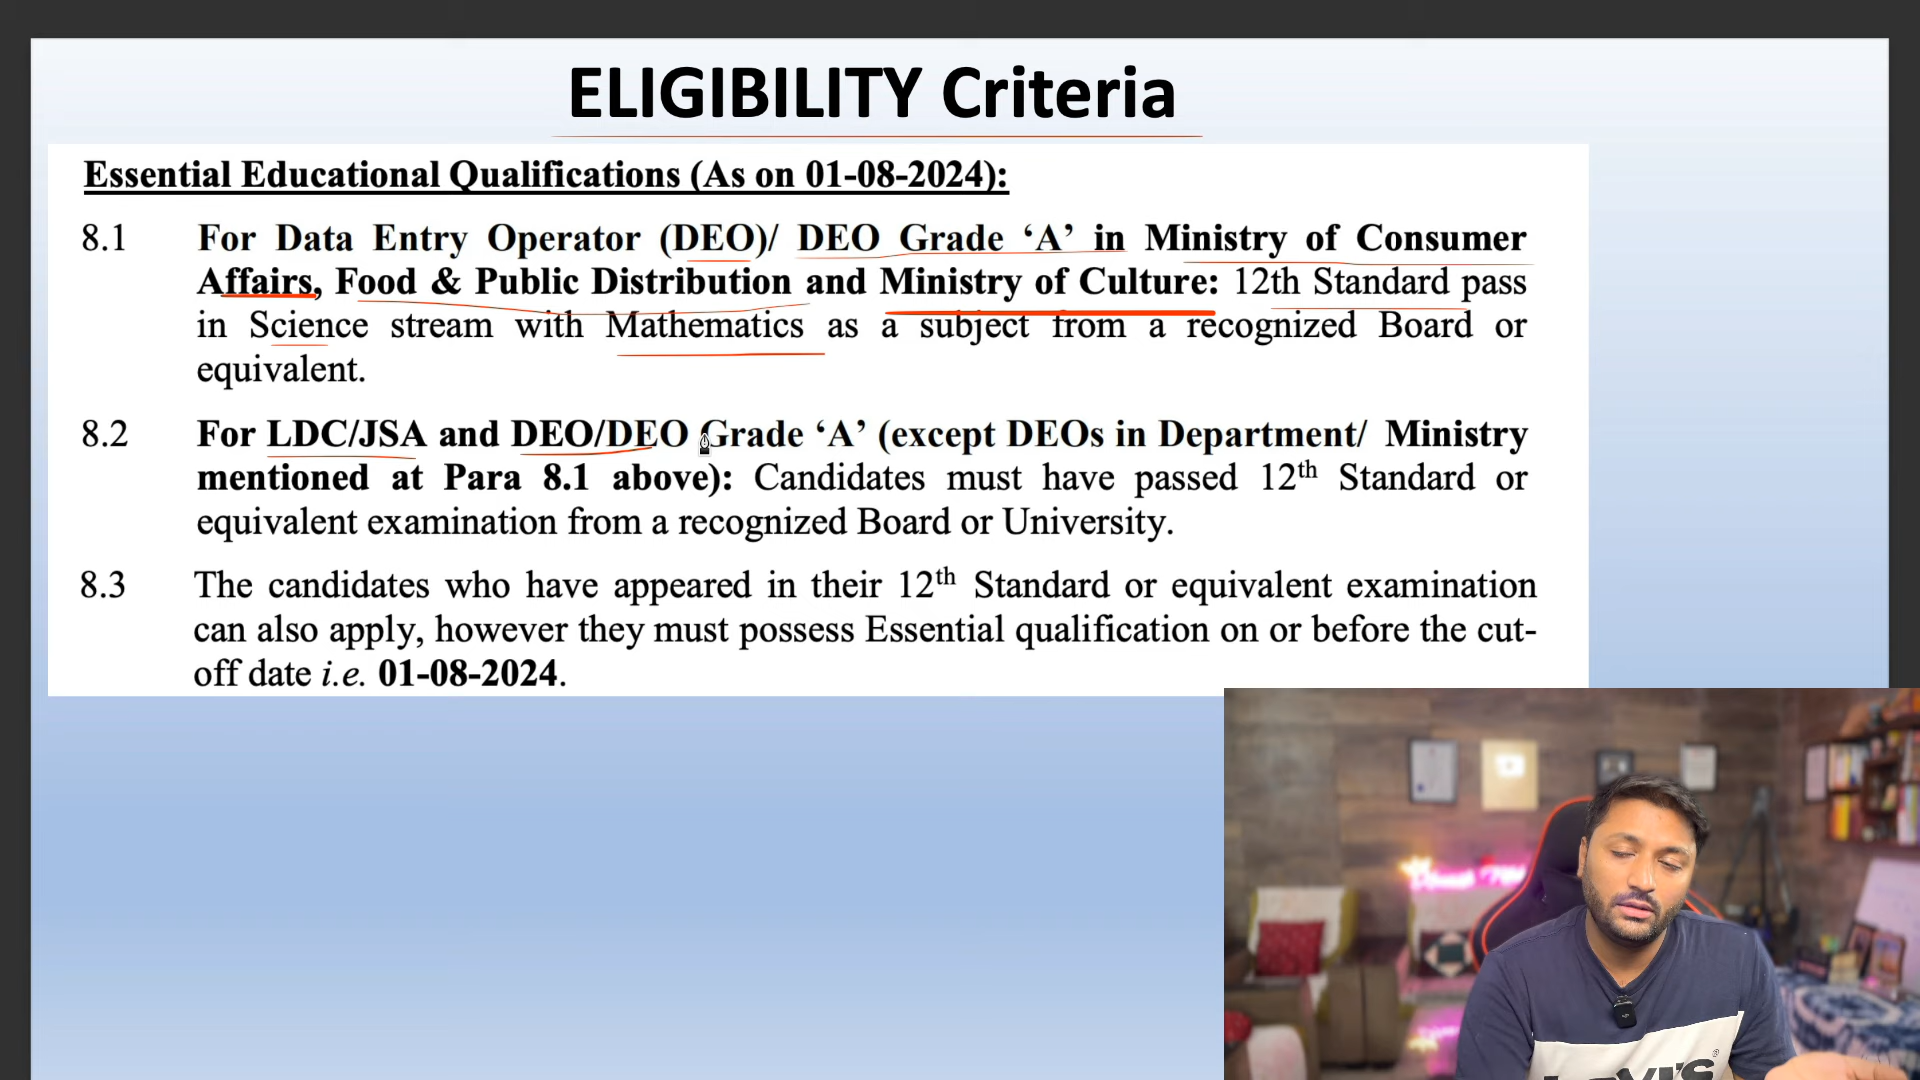 ELIGIBILITY Criteria
Essential Educational Qualifications (As on 01-08-2024):
8.1 For Data Entry Operator (DEO)/ DEO Grade ‘A’ in Ministry of Consumer
Affairs, Food & Public Distribution and Ministry of Culture: 12th Standard pass
in Science stream with Mathematics as a subject from a recognized Board or
equivalent.
8.2 For LDC/JSA and DEO/DEO Grade ‘A’ (except DEOs in Department/ Ministry
mentioned at Para 8.1 above): Candidates must have passed 12th Standard or
equivalent examination from a recognized Board or University.
8.3 The candidates who have appeared in their 12th Standard or equivalent examination
can also apply, however they must possess Essential qualification on or before the cut-
off date i.e. 01-08-2024.